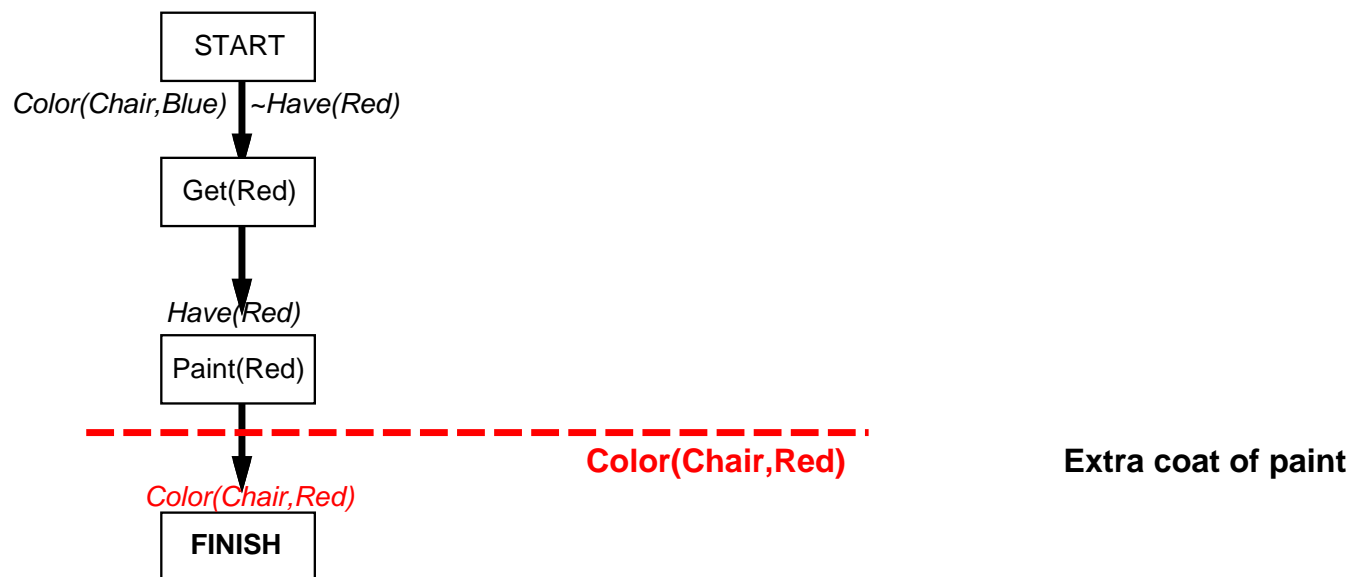 START
Color(Chair,Blue) ~Have(Red)
Get(Red)
Have(Red)
Paint(Red)
Color(Chair,Red) Extra coat of paint
Color(Chair,Red)
FINISH